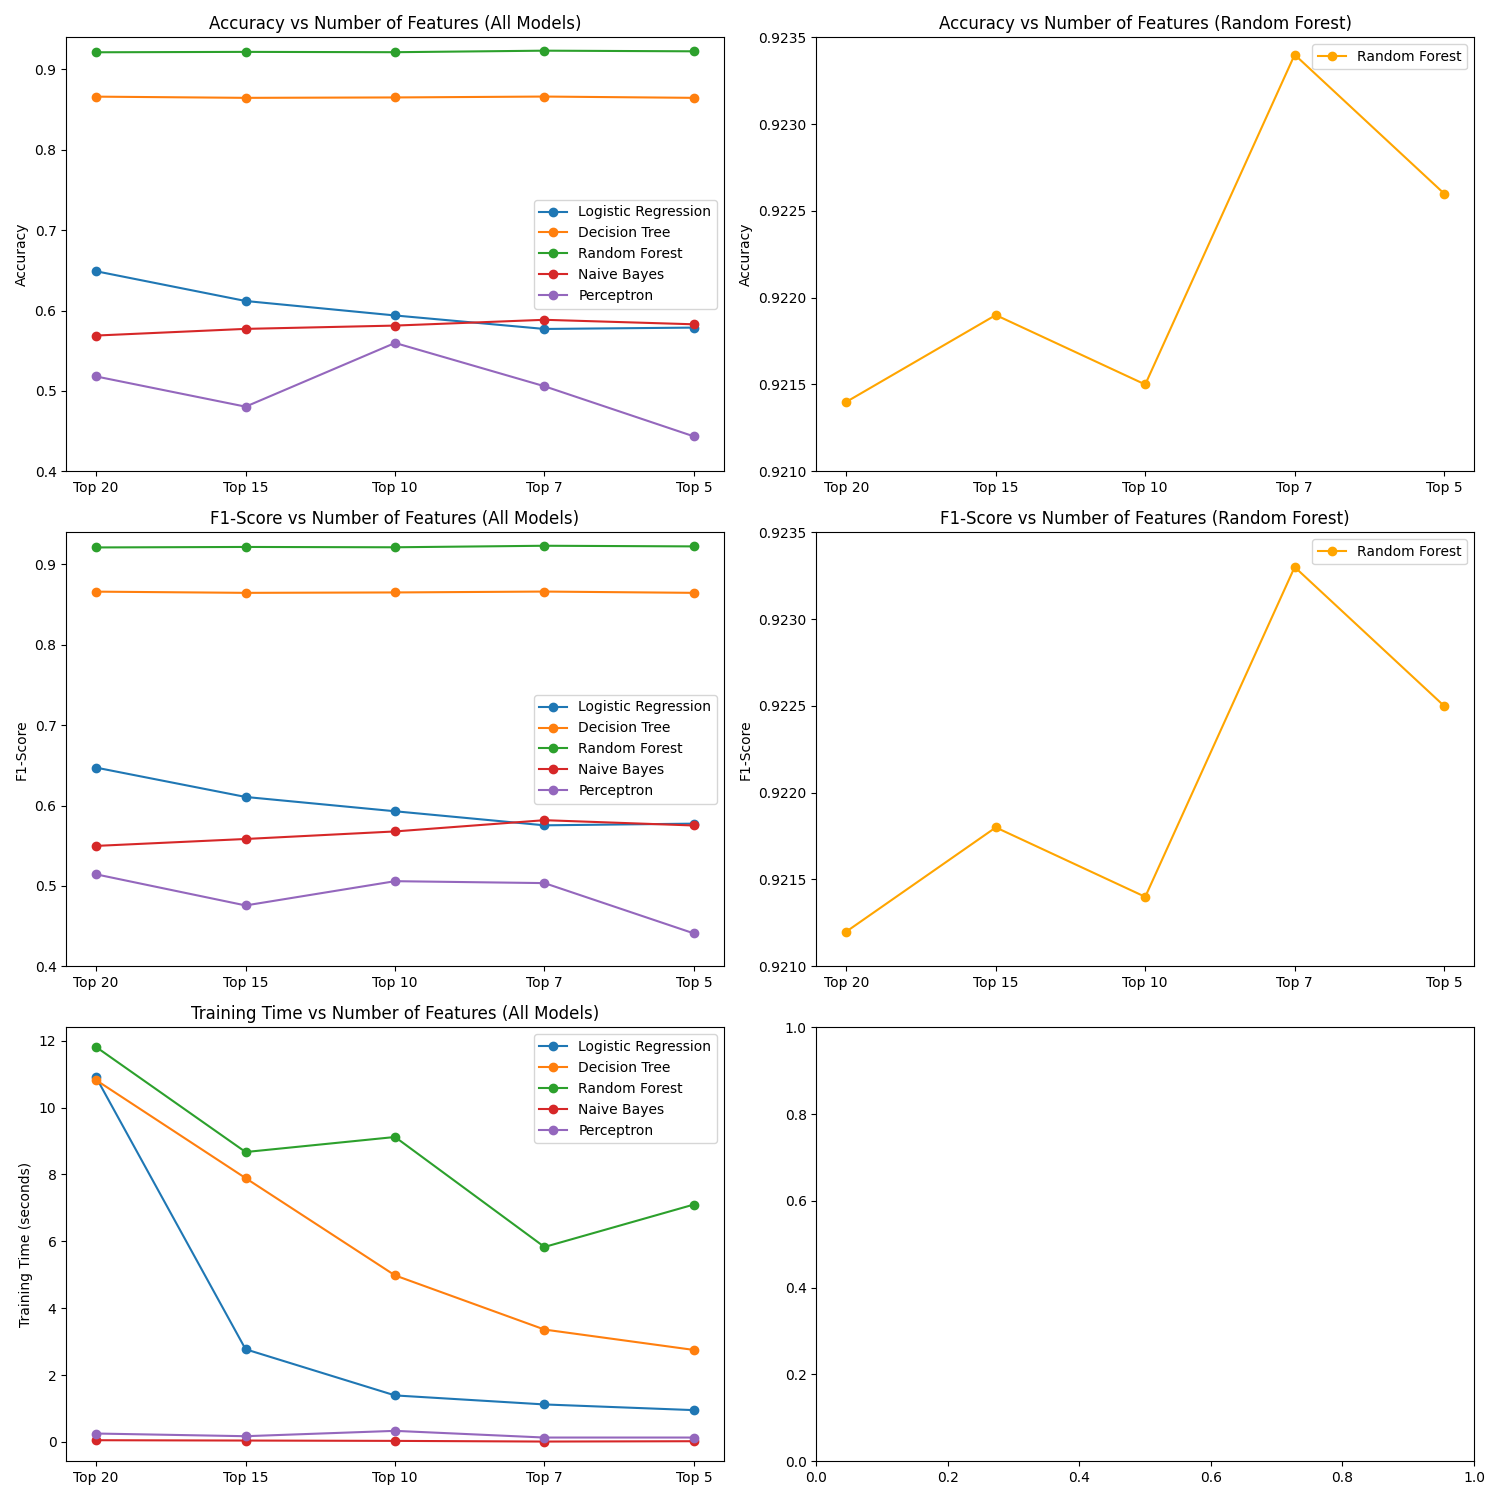 Accuracy vs Number of Features (All Models)
0.9
0.8
0.7
0.6
0.5
0.4
Accuracy
Logistic Regression
Decision Tree
Random Forest
Naive Bayes
Perceptron
Top 20 Top 15 Top 10 Top 7 Top 5
Accuracy vs Number of Features (Random Forest)
0.9235
0.9230
0.9225
0.9220
0.9215
0.9210
Accuracy
Random Forest
Top 20 Top 15 Top 10 Top 7 Top 5
F1-Score vs Number of Features (All Models)
0.9
0.8
0.7
0.6
0.5
0.4
F1-Score
Logistic Regression
Decision Tree
Random Forest
Naive Bayes
Perceptron
Top 20 Top 15 Top 10 Top 7 Top 5
F1-Score vs Number of Features (Random Forest)
0.9235
0.9230
0.9225
0.9220
0.9215
0.9210
F1-Score
Random Forest
Top 20 Top 15 Top 10 Top 7 Top 5
Training Time vs Number of Features (All Models)
12
10
8
6
4
2
0
Training Time (seconds)
Logistic Regression
Decision Tree
Random Forest
Naive Bayes
Perceptron
Top 20 Top 15 Top 10 Top 7 Top 5
1.0
0.8
0.6
0.4
0.2
0.0
0.0 0.2 0.4 0.6 0.8 1.0